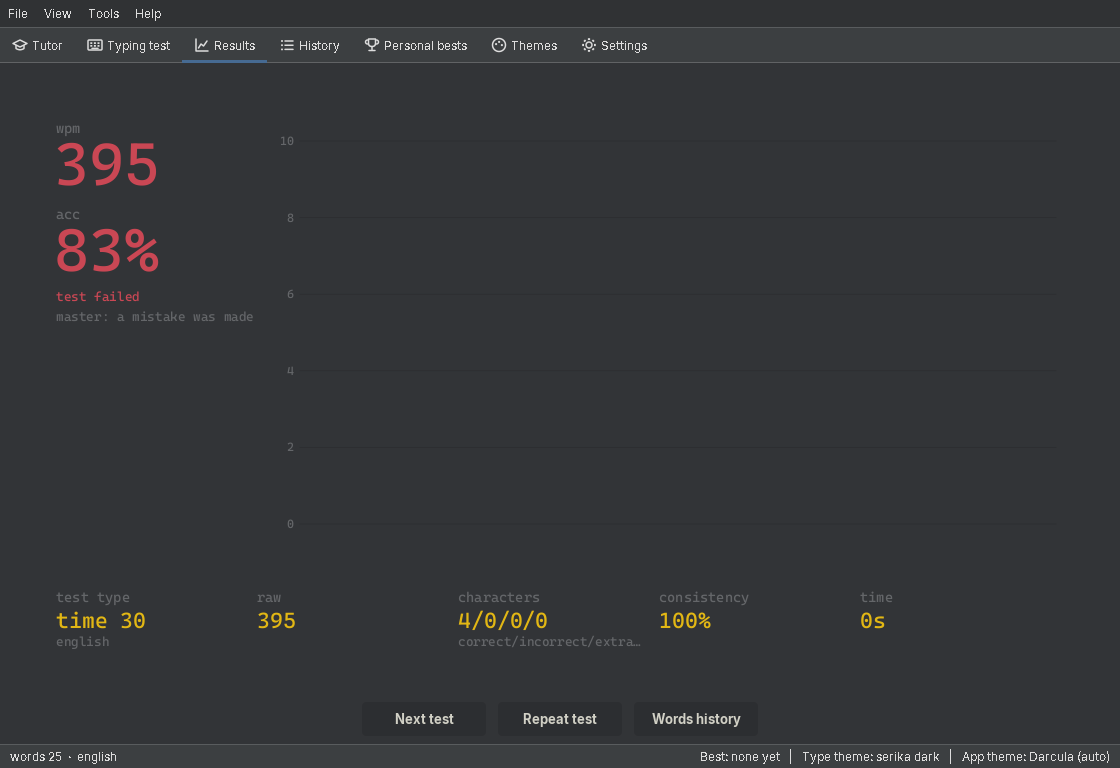 File View Tools Help
Tutor Typing test Results History Personal bests Themes Settings
wpm
395
acc
83%
test failed
master: a mistake was made
10
8
6
4
2
0
test type raw characters consistency time
time 30 395 4/0/0/0 100% 0s
english correct/incorrect/extra…
Next test Repeat test Words history
words 25 · english Best: none yet Type theme: serika dark App theme: Darcula (auto)